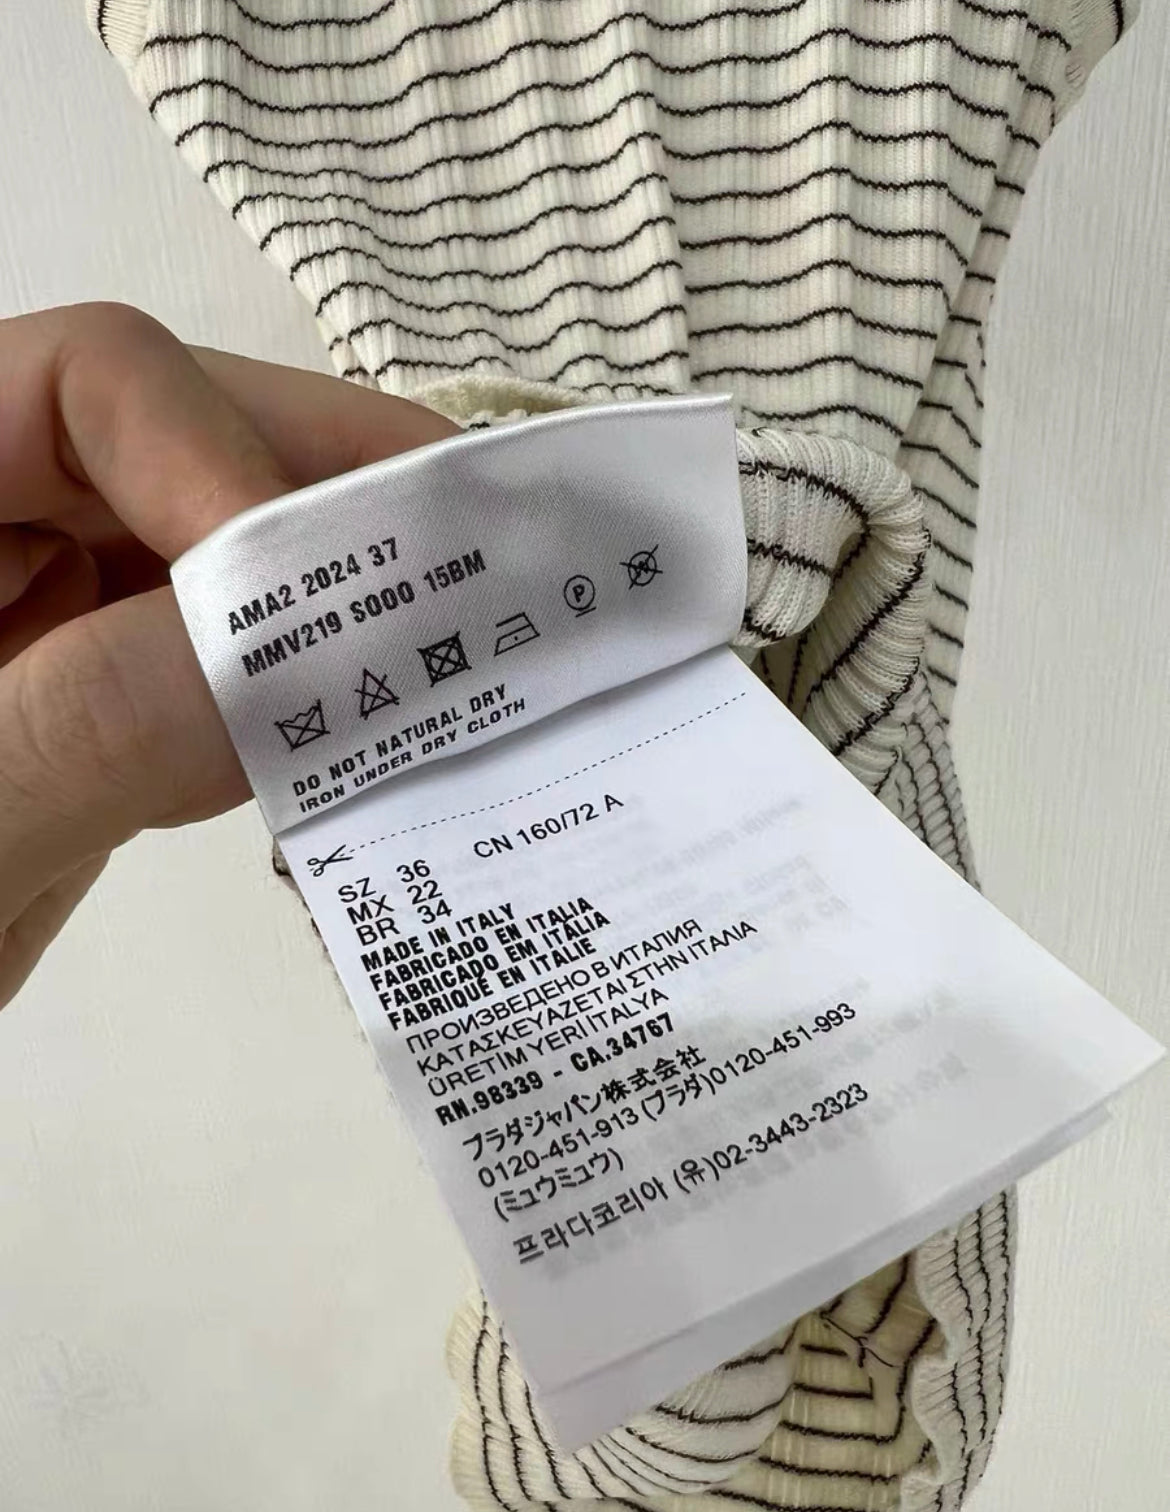 AMA2 2024 37
MMV219 S000 15BM
P
W
DO NOT NATURAL DRY
IRON UNDER DRY CLOTH
SZ 36 CN 160/72 A
MX 22
BR 34
MADE IN ITALY
FABRICADO EN ITALIA
FABRICADO EM ITÁLIA
FABRIQUÉ EN ITALIE
ПРОИЗВЕДЕНО В ИТАЛИЯ
ΚΑΤΑΣΚΕΥΑΖΕΤΑΙ ΣΤΗΝ ΙΤΑΛΙΑ
ÜRETİM YERİ İTALYA
RN.98339 - CA.34767
プラダジャパン株式会社
0120-451-913 (プラダ)0120-451-993
(ミュウミュウ)
프라다코리아 (유)02-3443-2323